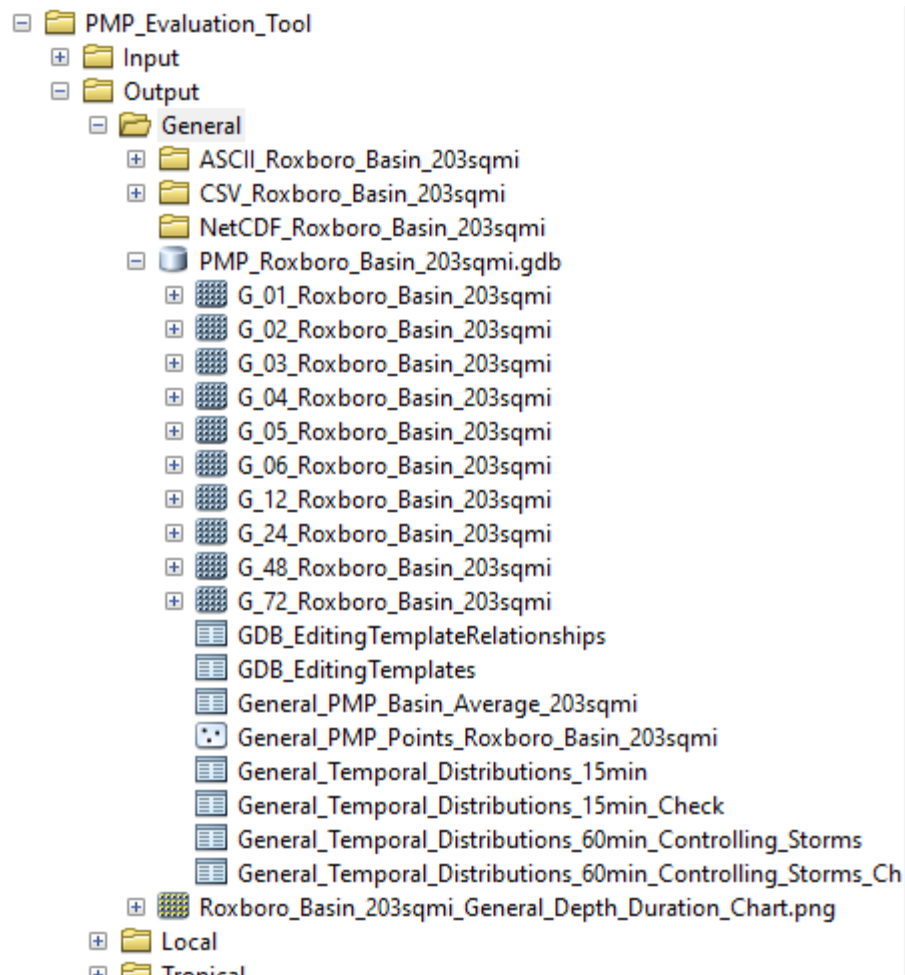 PMP_Evaluation_Tool
Input
Output
General
ASCII_Roxboro_Basin_203sqmi
CSV_Roxboro_Basin_203sqmi
NetCDF_Roxboro_Basin_203sqmi
PMP_Roxboro_Basin_203sqmi.gdb
G_01_Roxboro_Basin_203sqmi
G_02_Roxboro_Basin_203sqmi
G_03_Roxboro_Basin_203sqmi
G_04_Roxboro_Basin_203sqmi
G_05_Roxboro_Basin_203sqmi
G_06_Roxboro_Basin_203sqmi
G_12_Roxboro_Basin_203sqmi
G_24_Roxboro_Basin_203sqmi
G_48_Roxboro_Basin_203sqmi
G_72_Roxboro_Basin_203sqmi
GDB_EditingTemplateRelationships
GDB_EditingTemplates
General_PMP_Basin_Average_203sqmi
General_PMP_Points_Roxboro_Basin_203sqmi
General_Temporal_Distributions_15min
General_Temporal_Distributions_15min_Check
General_Temporal_Distributions_60min_Controlling_Storms
General_Temporal_Distributions_60min_Controlling_Storms_Ch
Roxboro_Basin_203sqmi_General_Depth_Duration_Chart.png
Local
Tropical